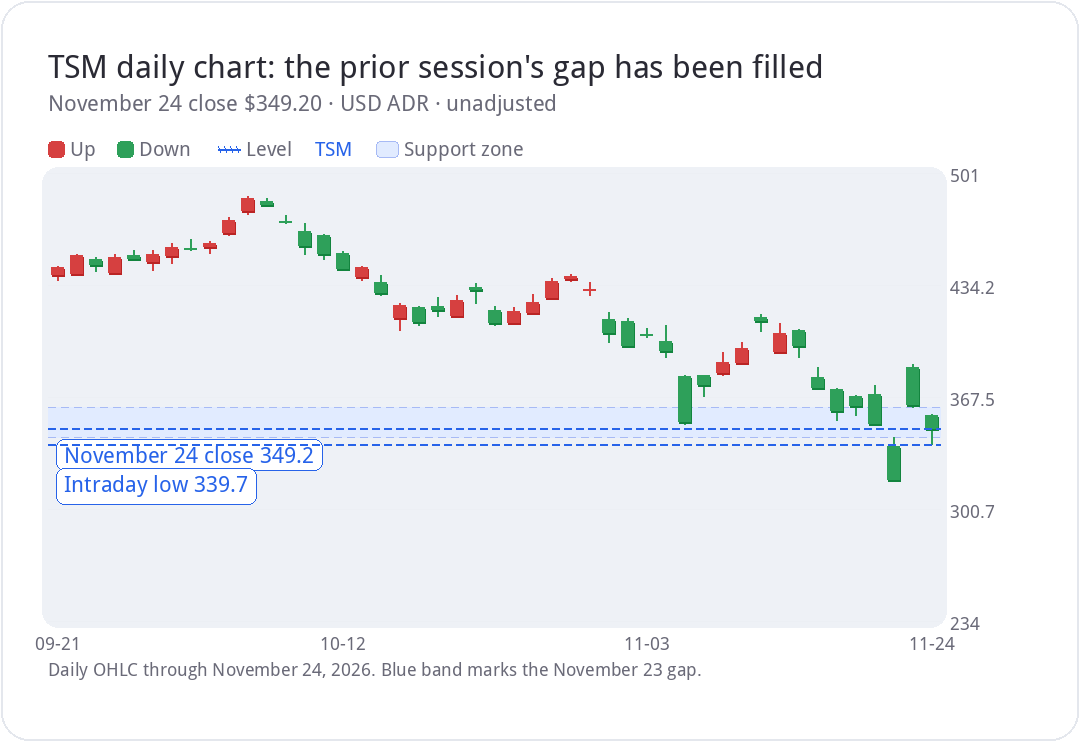 TSM daily chart: the prior session's gap has been filled
November 24 close $349.20 · USD ADR · unadjusted
Up Down Level TSM Support zone
501
434.2
367.5
300.7
234
November 24 close 349.2
Intraday low 339.7
09-21 10-12 11-03 11-24
Daily OHLC through November 24, 2026. Blue band marks the November 23 gap.